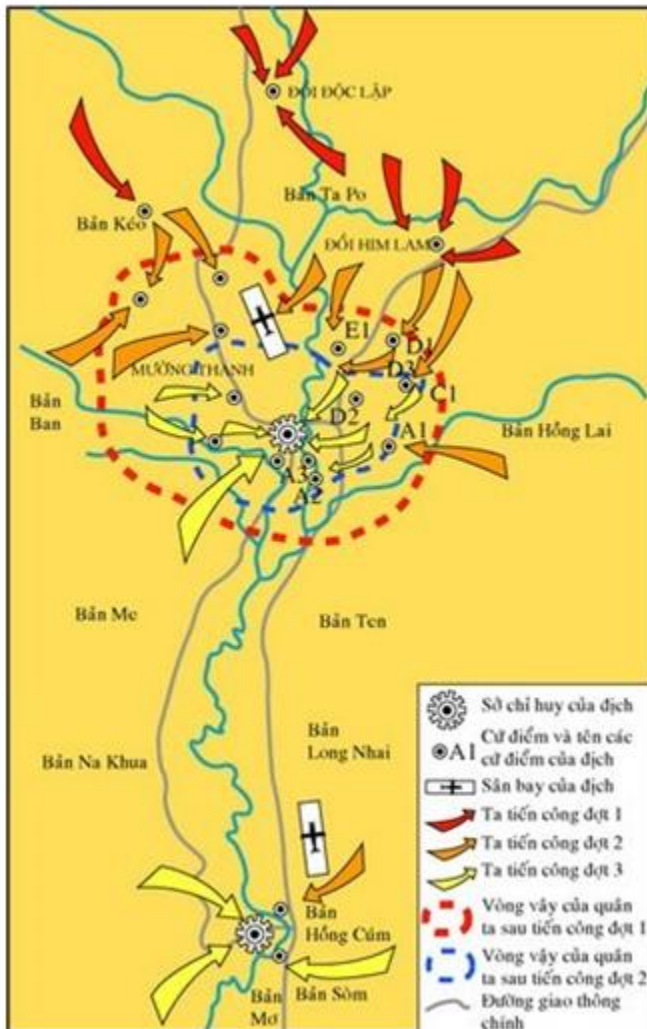 ĐỒI ĐỘC LẬP
Bản Ta Po
Bản Kéo
ĐỒI HIM LAM
E1
D1
MƯỜNG THANH
D3
C1
Bản
Ban
D2
A1
Bản Hồng Lai
A3
A2
Bản Mc
Bản Tcn
Bản Na Khua
Bản
Long Nhai
Bản
Hồng Cúm
Bản Sòm
Bản
Mơ
Sở chỉ huy của địch
A1
Cứ điểm và tên các
cứ điểm của địch
Sân bay của địch
Ta tiến công đợt 1
Ta tiến công đợt 2
Ta tiến công đợt 3
Vòng vây của quân
ta sau tiến công đợt 1
Vòng vậy của quân
ta sau tiến công đợt 2
Đường giao thông
chính